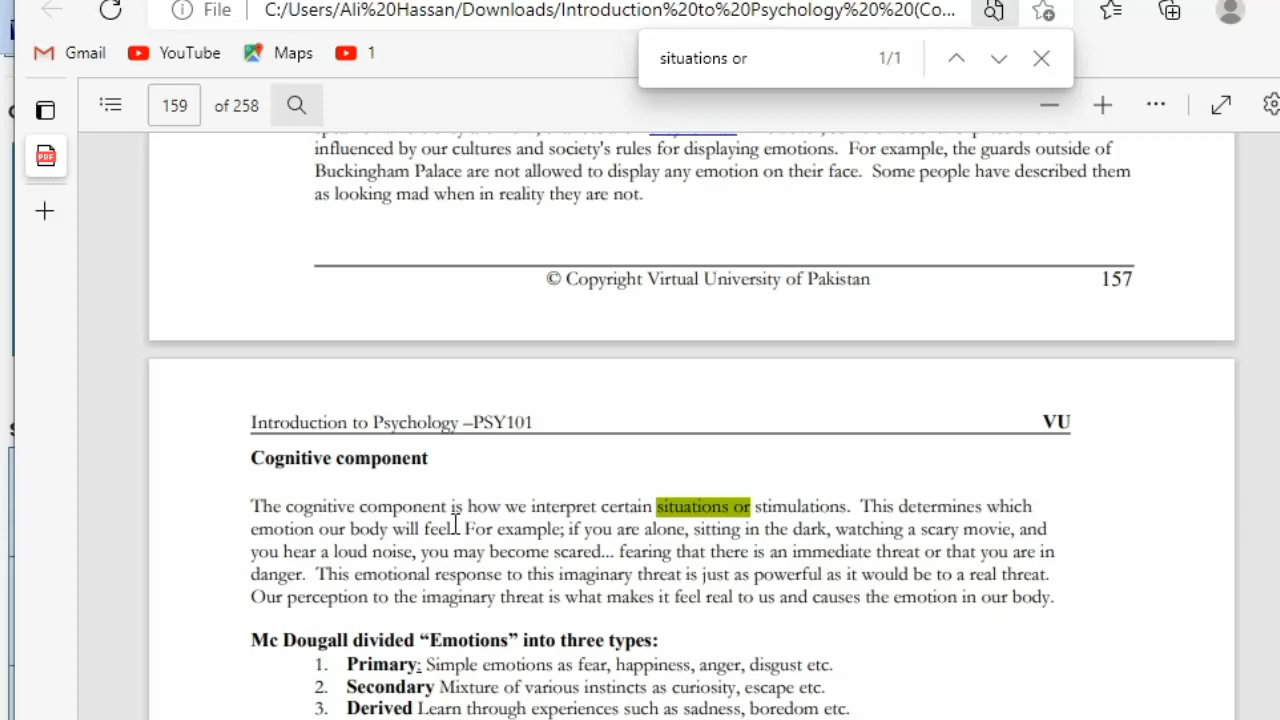 File C:/Users/Ali%20Hassan/Downloads/Introduction%20to%20Psychology%20%20(Co...
Gmail YouTube Maps 1
situations or 1/1
159 of 258
influenced by our cultures and society's rules for displaying emotions. For example, the guards outside of
Buckingham Palace are not allowed to display any emotion on their face. Some people have described them
as looking mad when in reality they are not.
© Copyright Virtual University of Pakistan 157
Introduction to Psychology –PSY101 VU
Cognitive component
The cognitive component is how we interpret certain situations or stimulations. This determines which
emotion our body will feel. For example; if you are alone, sitting in the dark, watching a scary movie, and
you hear a loud noise, you may become scared... fearing that there is an immediate threat or that you are in
danger. This emotional response to this imaginary threat is just as powerful as it would be to a real threat.
Our perception to the imaginary threat is what makes it feel real to us and causes the emotion in our body.
Mc Dougall divided “Emotions” into three types:
1. Primary: Simple emotions as fear, happiness, anger, disgust etc.
2. Secondary Mixture of various instincts as curiosity, escape etc.
3. Derived Learn through experiences such as sadness, boredom etc.